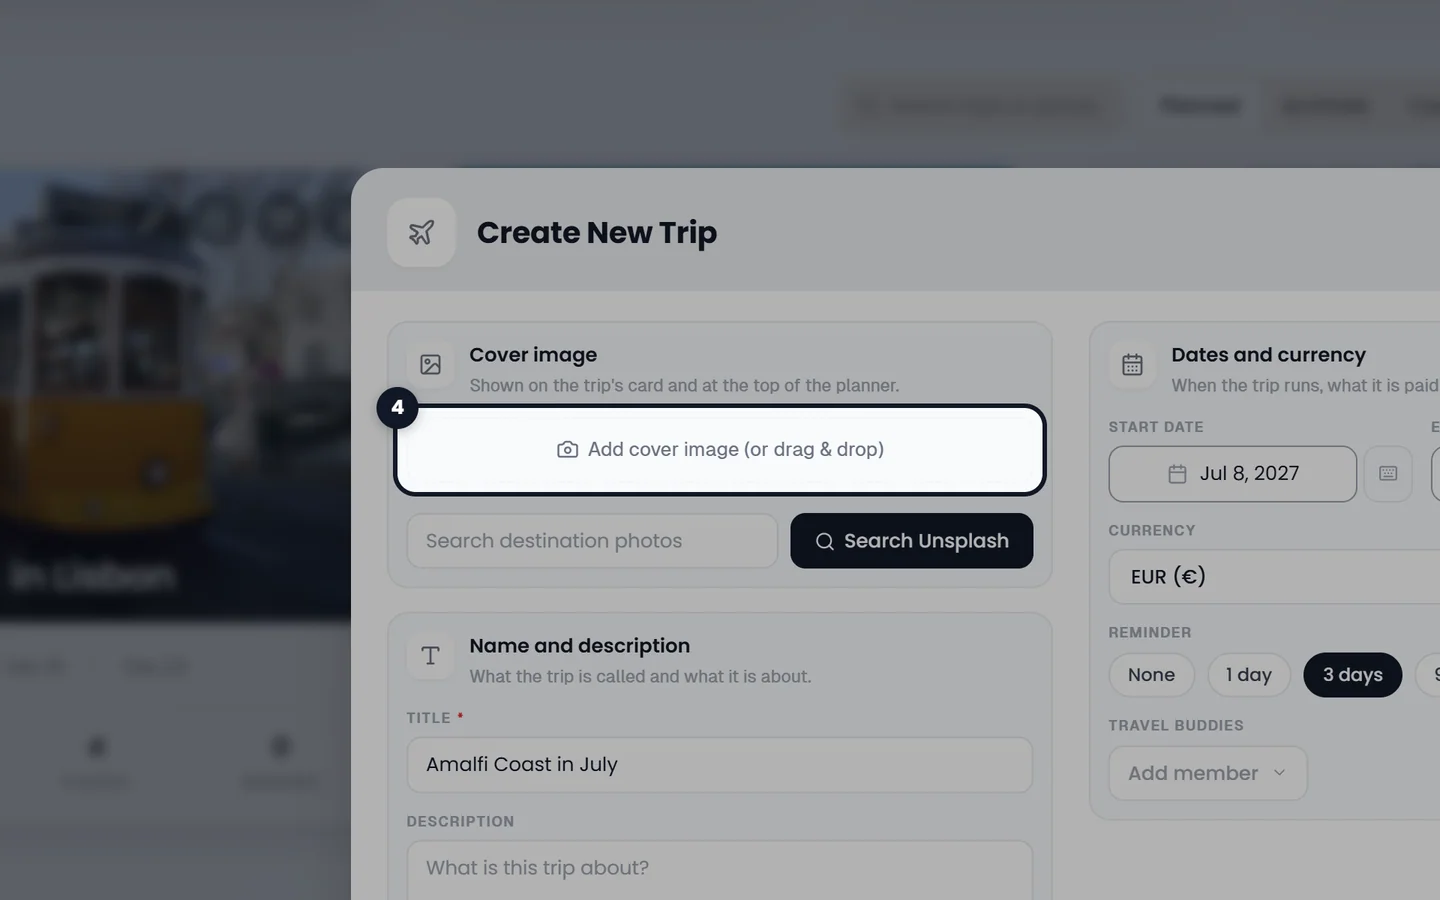 Create New Trip
Cover image
Shown on the trip's card and at the top of the planner.
4
Add cover image (or drag & drop)
Search destination photos
Search Unsplash
Name and description
What the trip is called and what it is about.
TITLE *
Amalfi Coast in July
DESCRIPTION
What is this trip about?
Dates and currency
When the trip runs, what it is paid
START DATE
E
Jul 8, 2027
CURRENCY
EUR (€)
REMINDER
None
1 day
3 days
9
TRAVEL BUDDIES
Add member
in Lisbon